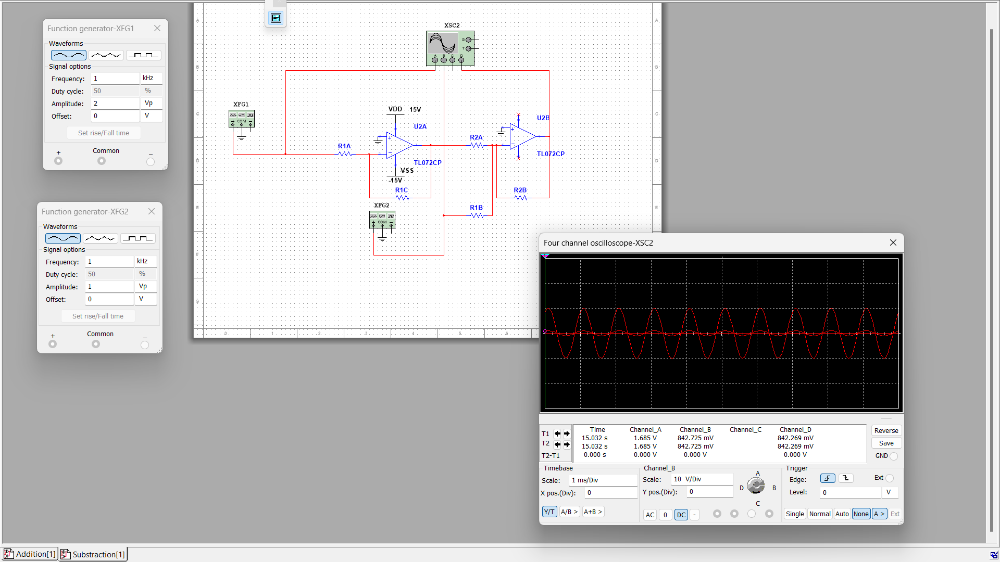 Function generator-XFG1
Waveforms
Signal options
Frequency: 1 kHz
Duty cycle: 50 %
Amplitude: 2 Vp
Offset: 0 V
Set rise/Fall time
+ Common −
Function generator-XFG2
Waveforms
Signal options
Frequency: 1 kHz
Duty cycle: 50 %
Amplitude: 1 Vp
Offset: 0 V
Set rise/Fall time
+ Common −
XSC2
G
T
A B C D
XFG1
+ COM −
VDD 15V
U2A
TL072CP
VSS
-15V
R1A
R1C
XFG2
+ COM −
R2A
R1B
U2B
TL072CP
R2B
Four channel oscilloscope-XSC2
Time Channel_A Channel_B Channel_C Channel_D
T1 15.032 s 1.685 V 842.725 mV 842.269 mV
T2 15.032 s 1.685 V 842.725 mV 842.269 mV
T2-T1 0.000 s 0.000 V 0.000 V 0.000 V
Reverse
Save
GND
Timebase
Scale: 1 ms/Div
X pos.(Div): 0
Y/T A/B > A+B >
Channel_B
Scale: 10 V/Div
Y pos.(Div): 0
AC 0 DC -
A
D B
C
Trigger
Edge: Ext
Level: 0 V
Single Normal Auto None A > Ext
Addition[1] Substraction[1]